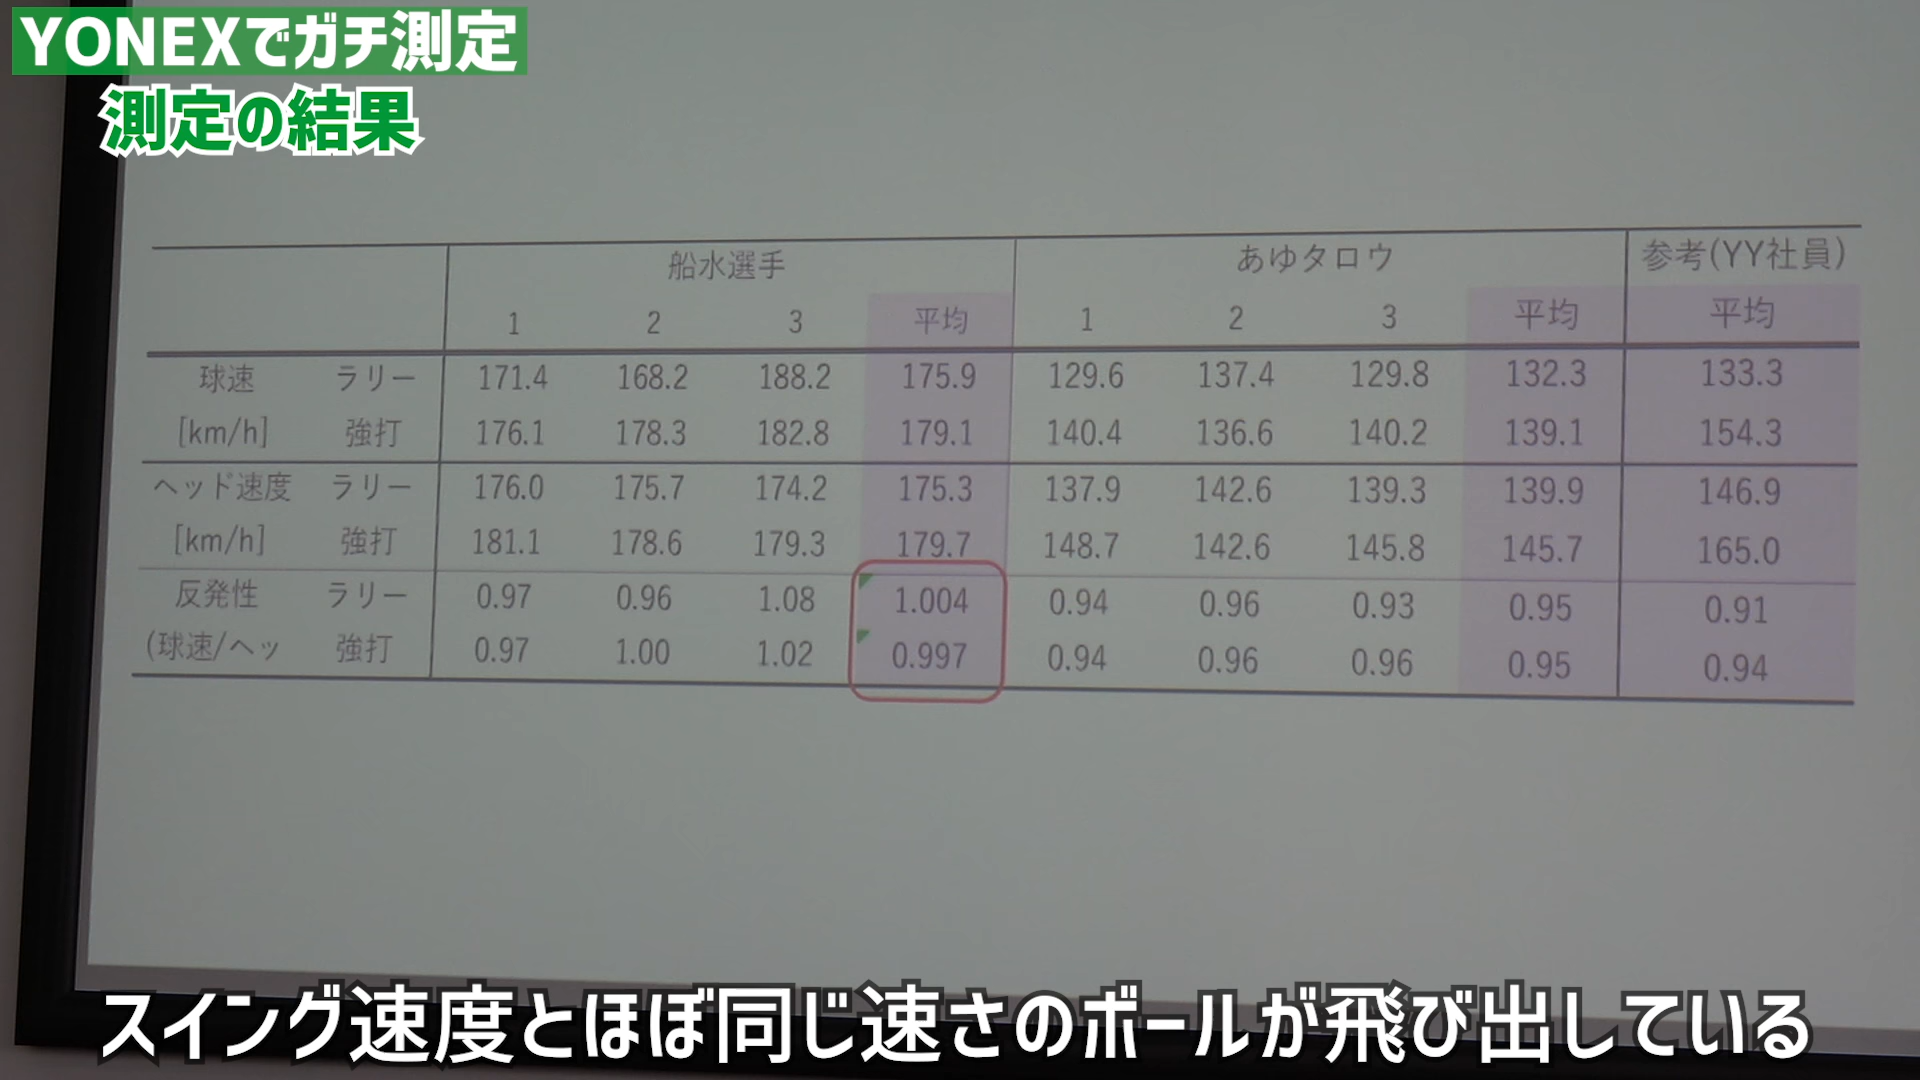 YONEXでガチ測定
測定の結果
船水選手 あゆタロウ 参考(YY社員)
1 2 3 平均 1 2 3 平均 平均
球速 ラリー 171.4 168.2 188.2 175.9 129.6 137.4 129.8 132.3 133.3
[km/h] 強打 176.1 178.3 182.8 179.1 140.4 136.6 140.2 139.1 154.3
ヘッド速度 ラリー 176.0 175.7 174.2 175.3 137.9 142.6 139.3 139.9 146.9
[km/h] 強打 181.1 178.6 179.3 179.7 148.7 142.6 145.8 145.7 165.0
反発性 ラリー 0.97 0.96 1.08 1.004 0.94 0.96 0.93 0.95 0.91
(球速/ヘッ 強打 0.97 1.00 1.02 0.997 0.94 0.96 0.96 0.95 0.94
スイング速度とほぼ同じ速さのボールが飛び出している